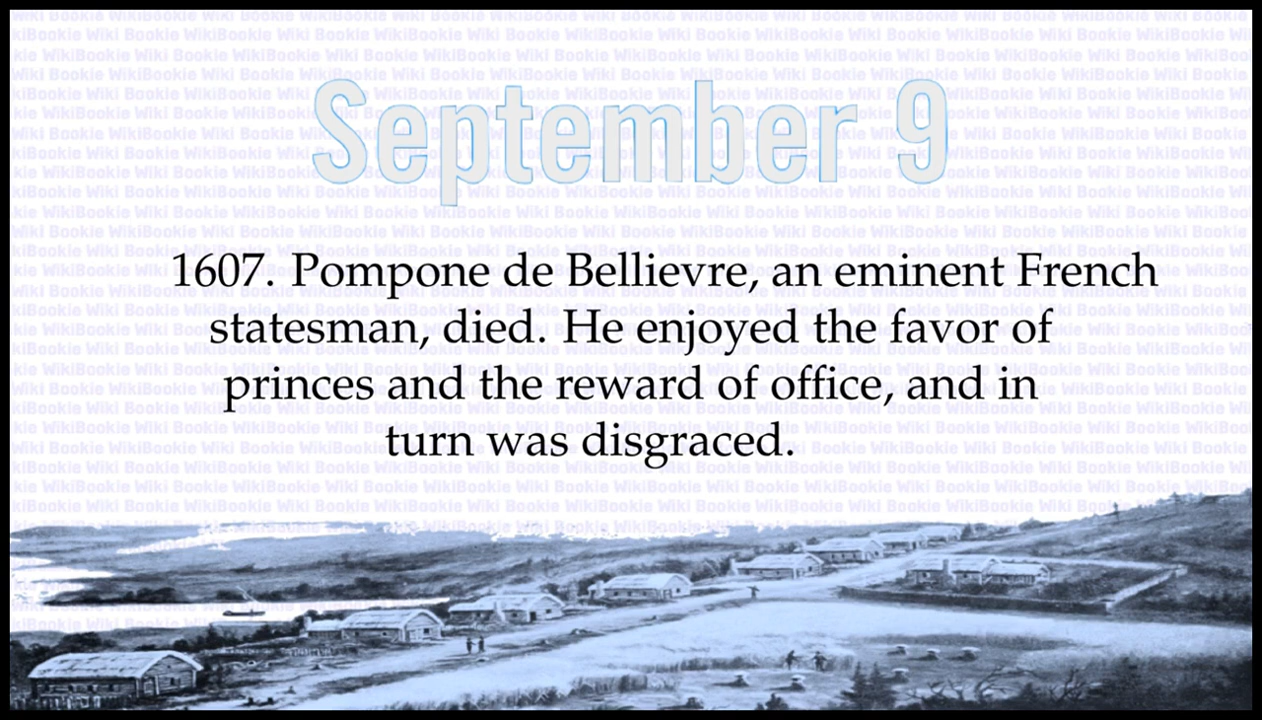 September 9
1607. Pompone de Bellievre, an eminent French
statesman, died. He enjoyed the favor of
princes and the reward of office, and in
turn was disgraced.